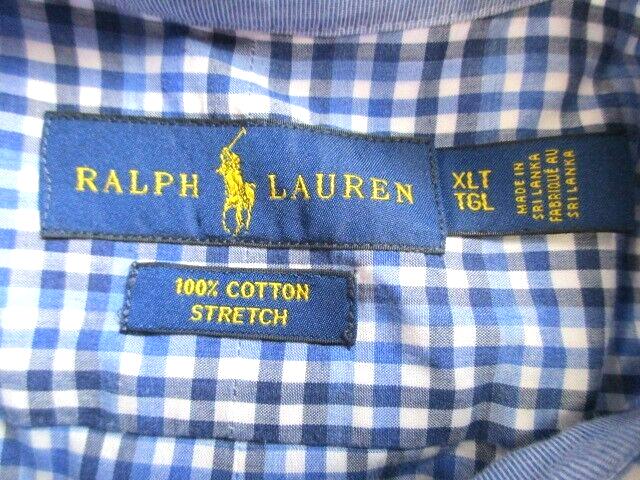 RALPH LAUREN
XLT
TGL
MADE IN
SRI LANKA
FABRIQUÉ AU
SRI LANKA
100% COTTON
STRETCH